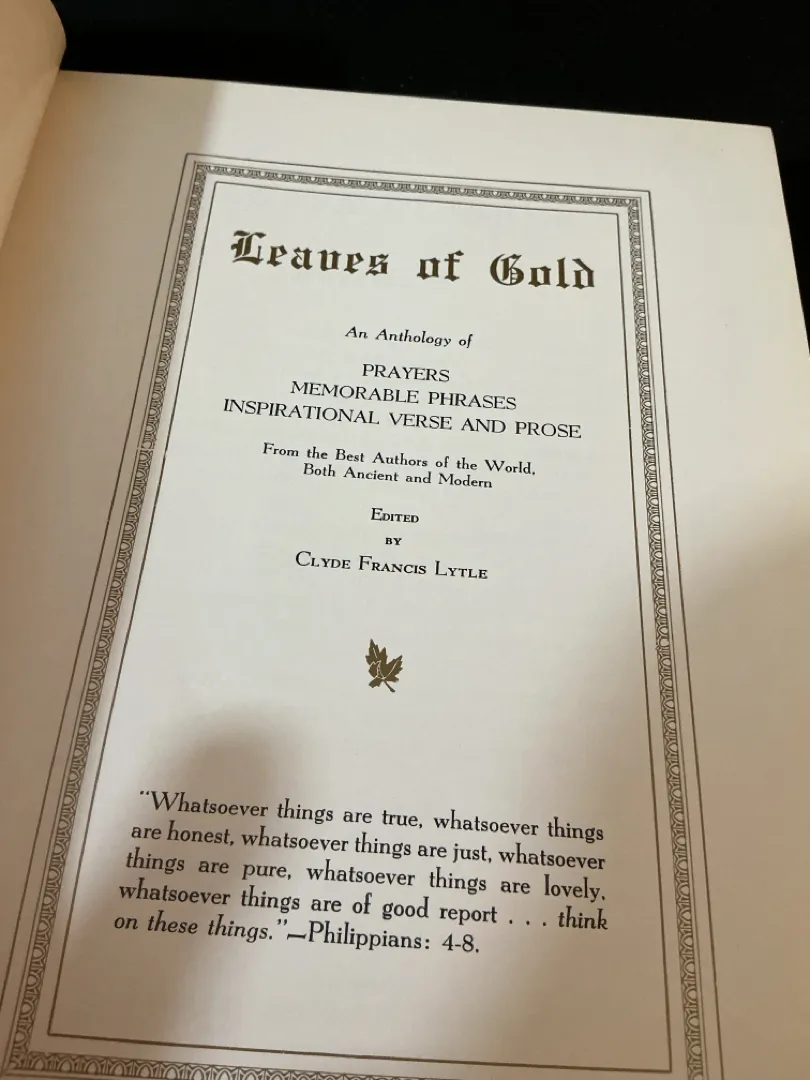 Leaves of Gold
An Anthology of
PRAYERS
MEMORABLE PHRASES
INSPIRATIONAL VERSE AND PROSE
From the Best Authors of the World,
Both Ancient and Modern
EDITED
BY
CLYDE FRANCIS LYTLE
"Whatsoever things are true, whatsoever things
are honest, whatsoever things are just, whatsoever
things are pure, whatsoever things are lovely,
whatsoever things are of good report . . . think
on these things."—Philippians: 4-8.